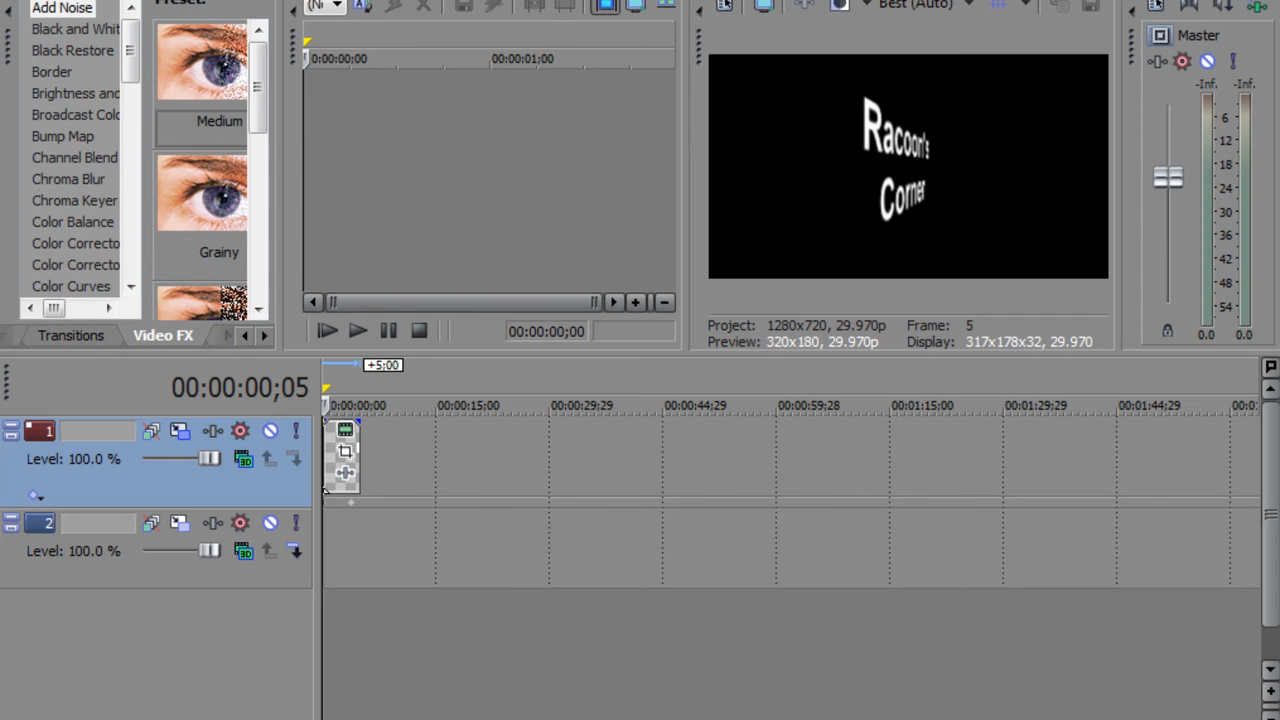 Add Noise
Black and Whit
Black Restore
Border
Brightness and
Broadcast Colo
Bump Map
Channel Blend
Chroma Blur
Chroma Keyer
Color Balance
Color Correcto
Color Correcto
Color Curves
Transitions
Video FX
Preset:
Medium
Grainy
0:00:00;00
00:00:01;00
00:00:00;00
Best (Auto)
Racoon's
Corner
Project: 1280x720, 29.970p
Frame: 5
Preview: 320x180, 29.970p
Display: 317x178x32, 29.970
Master
-Inf. -Inf.
6
12
18
24
30
36
42
48
54
0.0 0.0
+5:00
00:00:00;05
0:00:00;00
00:00:15;00
00:00:29;29
00:00:44;29
00:00:59;28
00:01:15;00
00:01:29;29
00:01:44;29
1
Level: 100.0 %
2
Level: 100.0 %